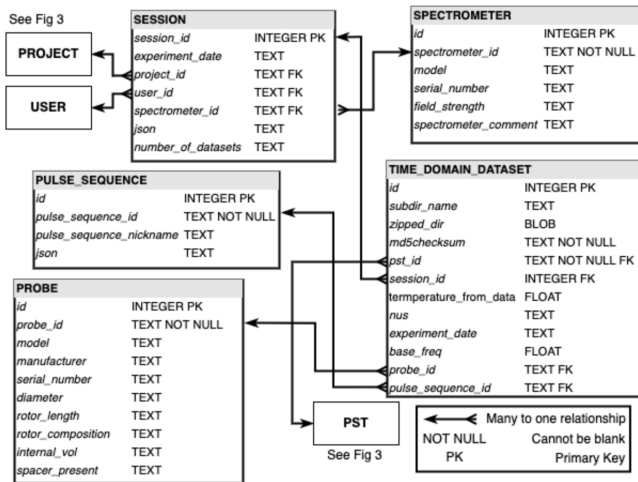 See Fig 3
PROJECT
USER
SESSION
session_id INTEGER PK
experiment_date TEXT
project_id TEXT FK
user_id TEXT FK
spectrometer_id TEXT FK
json TEXT
number_of_datasets TEXT
SPECTROMETER
id INTEGER PK
spectrometer_id TEXT NOT NULL
model TEXT
serial_number TEXT
field_strength TEXT
spectrometer_comment TEXT
PULSE_SEQUENCE
id INTEGER PK
pulse_sequence_id TEXT NOT NULL
pulse_sequence_nickname TEXT
json TEXT
TIME_DOMAIN_DATASET
id INTEGER PK
subdir_name TEXT
zipped_dir BLOB
md5checksum TEXT NOT NULL
pst_id TEXT NOT NULL FK
session_id INTEGER FK
termperature_from_data FLOAT
nus TEXT
experiment_date TEXT
base_freq FLOAT
probe_id TEXT FK
pulse_sequence_id TEXT FK
PROBE
id INTEGER PK
probe_id TEXT NOT NULL
model TEXT
manufacturer TEXT
serial_number TEXT
diameter TEXT
rotor_length TEXT
rotor_composition TEXT
internal_vol TEXT
spacer_present TEXT
PST
See Fig 3
Many to one relationship
NOT NULL Cannot be blank
PK Primary Key